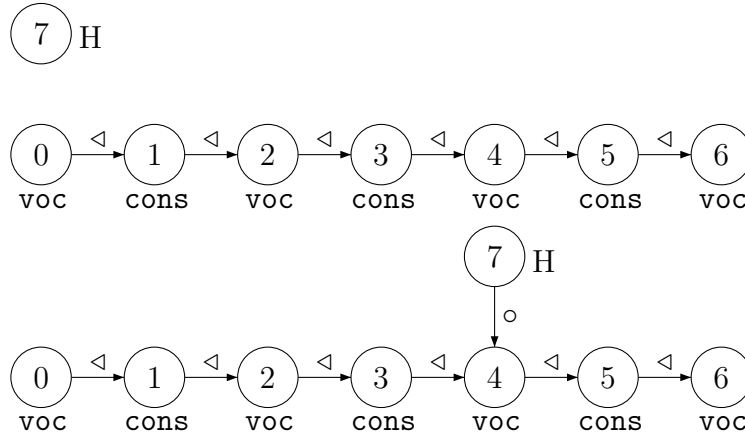 7 H
◁ ◁ ◁ ◁ ◁ ◁
0 1 2 3 4 5 6
voc cons voc cons voc cons voc
7 H
○
◁ ◁ ◁ ◁ ◁ ◁
0 1 2 3 4 5 6
voc cons voc cons voc cons voc